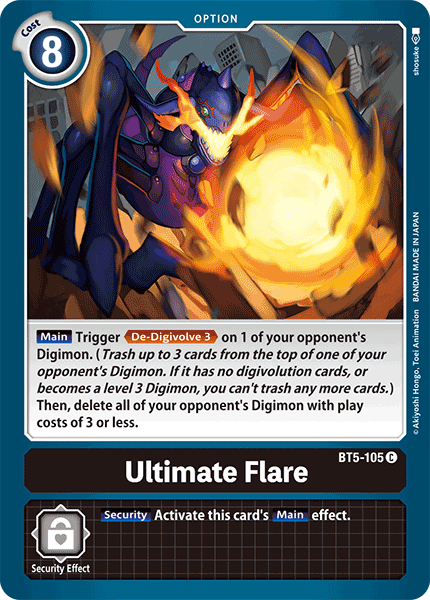 OPTION
Cost
8
shosuke
Main Trigger De-Digivolve 3 on 1 of your opponent's
Digimon. (Trash up to 3 cards from the top of one of your
opponent's Digimon. If it has no digivolution cards, or
becomes a level 3 Digimon, you can't trash any more cards.)
Then, delete all of your opponent's Digimon with play
costs of 3 or less.
© Akiyoshi Hongo, Toei Animation BANDAI MADE IN JAPAN
BT5-105 C
Ultimate Flare
Security Activate this card's Main effect.
Security Effect